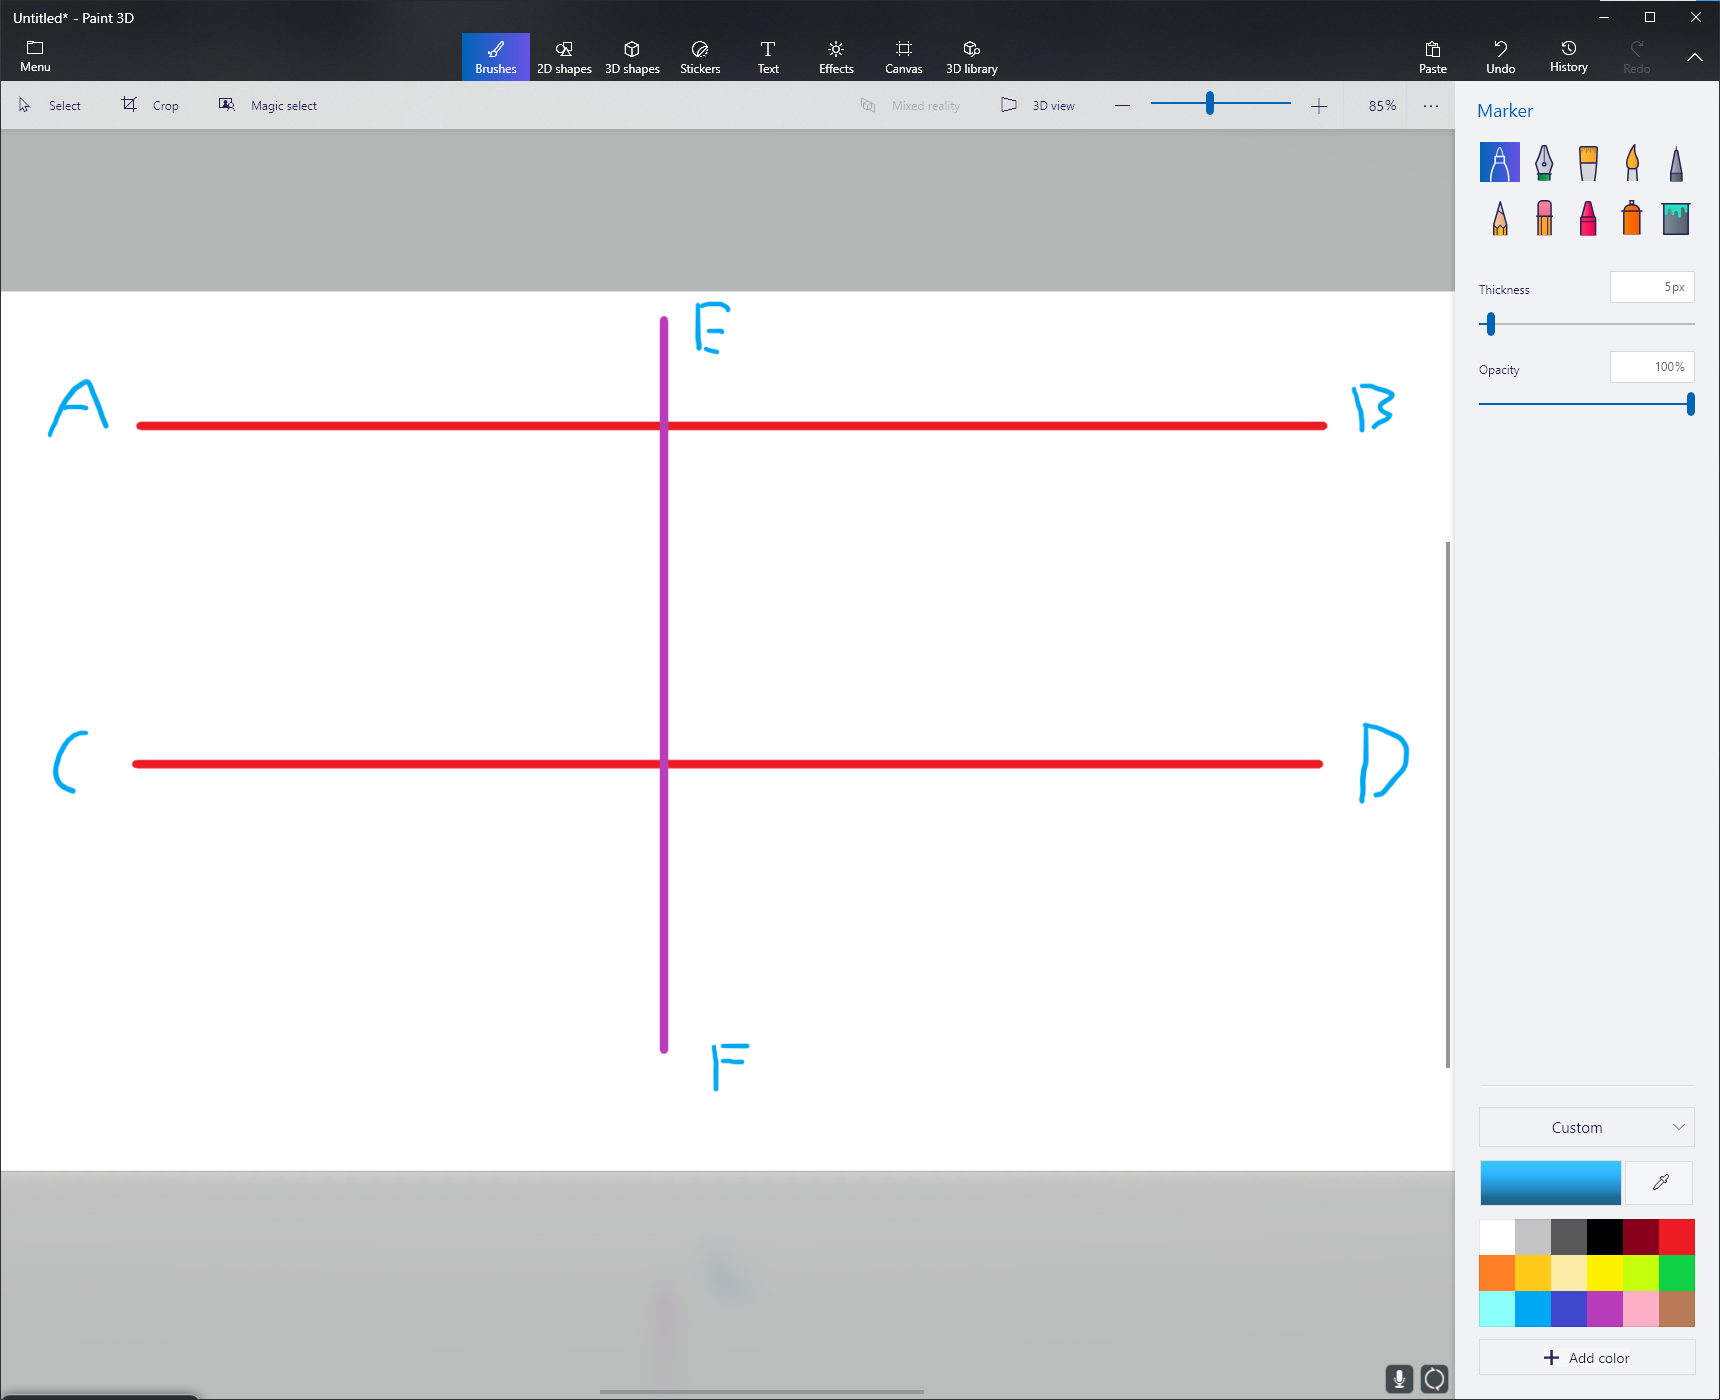 Untitled* - Paint 3D
Menu
Brushes 2D shapes 3D shapes Stickers Text Effects Canvas 3D library
Paste Undo History Redo
Select Crop Magic select
Mixed reality 3D view 85%
Marker
Thickness 5px
Opacity 100%
E
A B
C D
F
Custom
Add color